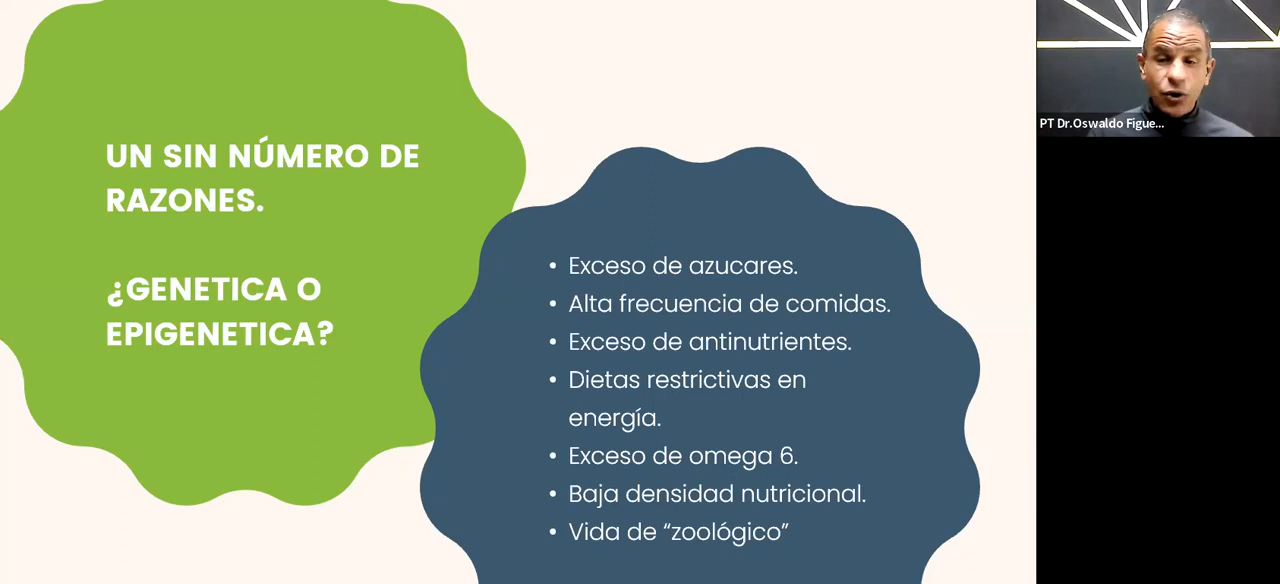 UN SIN NÚMERO DE
RAZONES.
¿GENETICA O
EPIGENETICA?
• Exceso de azucares.
• Alta frecuencia de comidas.
• Exceso de antinutrientes.
• Dietas restrictivas en
energía.
• Exceso de omega 6.
• Baja densidad nutricional.
• Vida de “zoológico”
PT Dr.Oswaldo Figue...